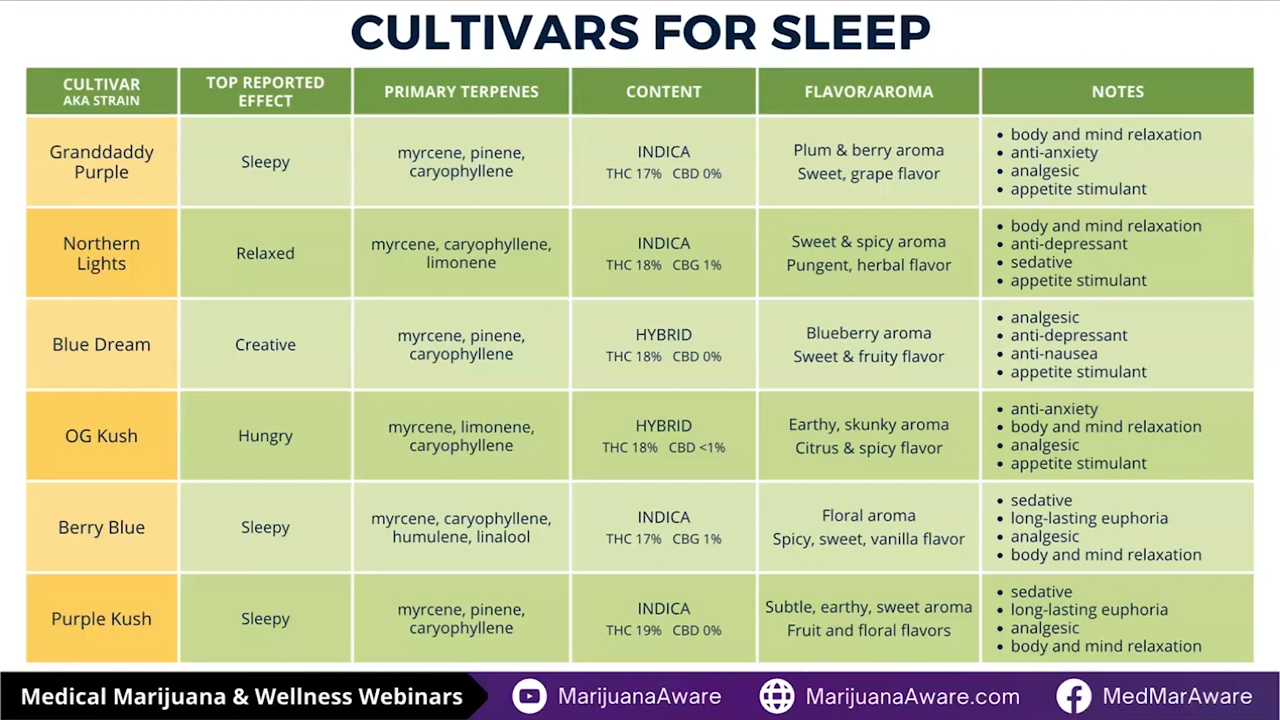 CULTIVARS FOR SLEEP
CULTIVAR
AKA STRAIN
TOP REPORTED
EFFECT
PRIMARY TERPENES
CONTENT
FLAVOR/AROMA
NOTES
Granddaddy
Purple
Sleepy
myrcene, pinene,
caryophyllene
INDICA
THC 17% CBD 0%
Plum & berry aroma
Sweet, grape flavor
• body and mind relaxation
• anti-anxiety
• analgesic
• appetite stimulant
Northern
Lights
Relaxed
myrcene, caryophyllene,
limonene
INDICA
THC 18% CBG 1%
Sweet & spicy aroma
Pungent, herbal flavor
• body and mind relaxation
• anti-depressant
• sedative
• appetite stimulant
Blue Dream
Creative
myrcene, pinene,
caryophyllene
HYBRID
THC 18% CBD 0%
Blueberry aroma
Sweet & fruity flavor
• analgesic
• anti-depressant
• anti-nausea
• appetite stimulant
OG Kush
Hungry
myrcene, limonene,
caryophyllene
HYBRID
THC 18% CBD <1%
Earthy, skunky aroma
Citrus & spicy flavor
• anti-anxiety
• body and mind relaxation
• analgesic
• appetite stimulant
Berry Blue
Sleepy
myrcene, caryophyllene,
humulene, linalool
INDICA
THC 17% CBG 1%
Floral aroma
Spicy, sweet, vanilla flavor
• sedative
• long-lasting euphoria
• analgesic
• body and mind relaxation
Purple Kush
Sleepy
myrcene, pinene,
caryophyllene
INDICA
THC 19% CBD 0%
Subtle, earthy, sweet aroma
Fruit and floral flavors
• sedative
• long-lasting euphoria
• analgesic
• body and mind relaxation
Medical Marijuana & Wellness Webinars
MarijuanaAware
MarijuanaAware.com
MedMarAware